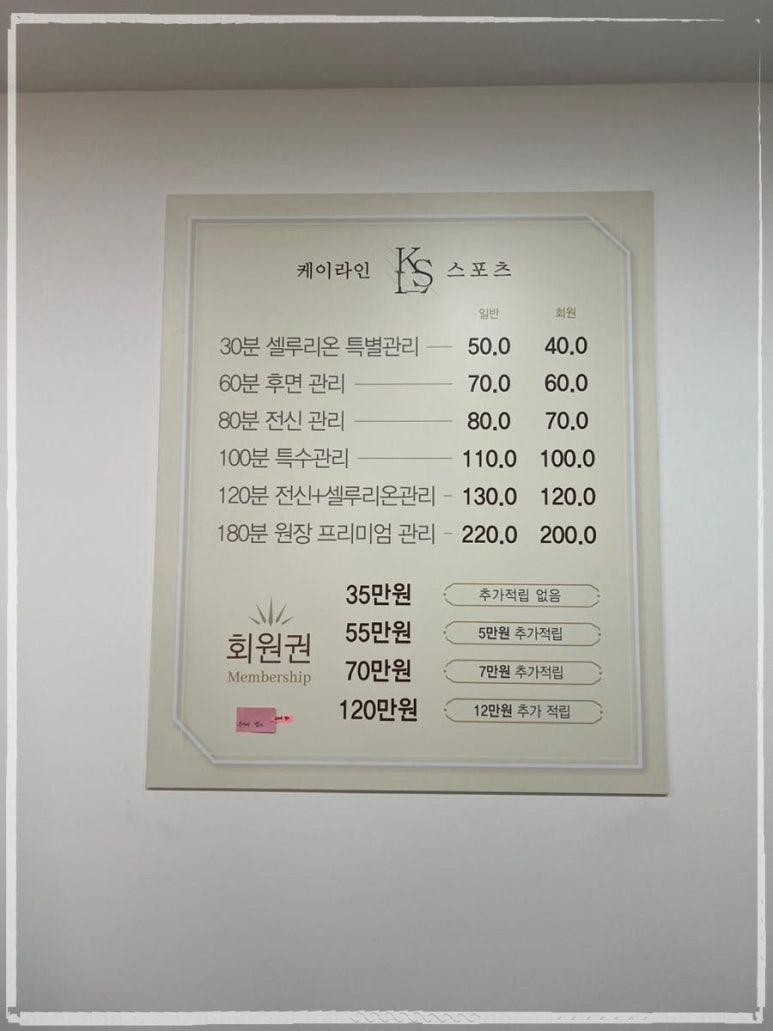 케이라인 KLS 스포츠
일반 회원
30분 셀루리온 특별관리 50.0 40.0
60분 후면 관리 70.0 60.0
80분 전신 관리 80.0 70.0
100분 특수관리 110.0 100.0
120분 전신+셀루리온관리 130.0 120.0
180분 원장 프리미엄 관리 220.0 200.0
회원권
Membership
35만원 추가적립 없음
55만원 5만원 추가적립
70만원 7만원 추가적립
120만원 12만원 추가 적립